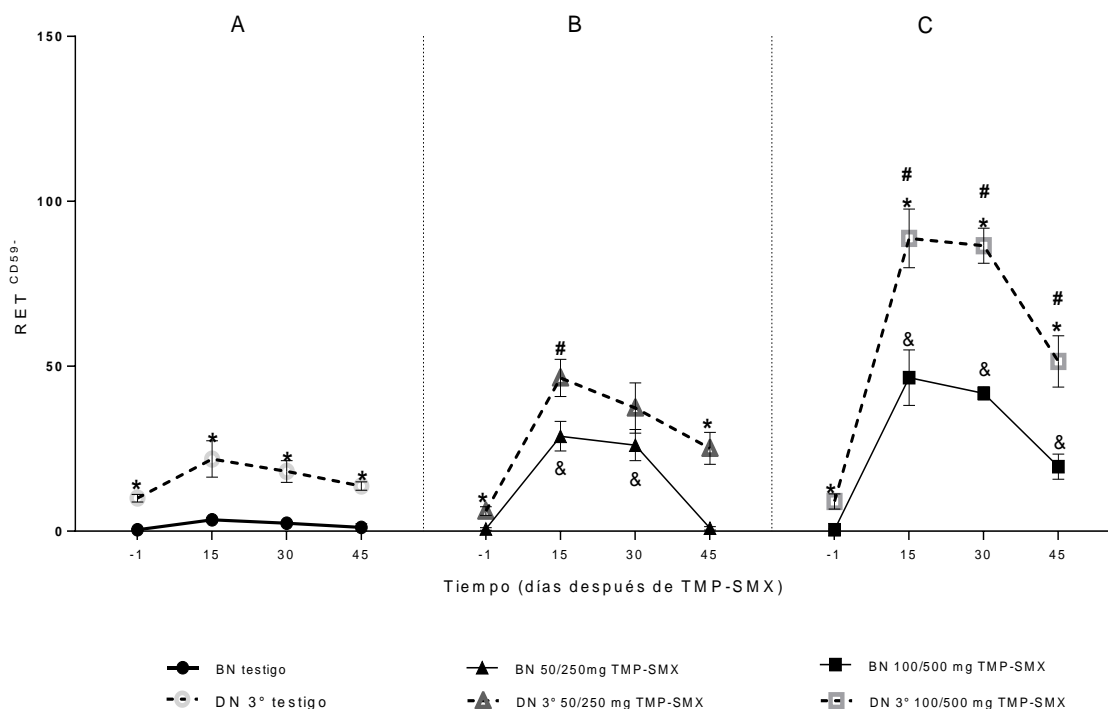 A B C
150
100
50
0
RET CD59-
* * * *
* # & & *
* # * & # * & # * &
-1 15 30 45 -1 15 30 45 -1 15 30 45
Tiempo (días después de TMP-SMX)
BN testigo
DN 3° testigo
BN 50/250mg TMP-SMX
DN 3° 50/250 mg TMP-SMX
BN 100/500 mg TMP-SMX
DN 3° 100/500 mg TMP-SMX